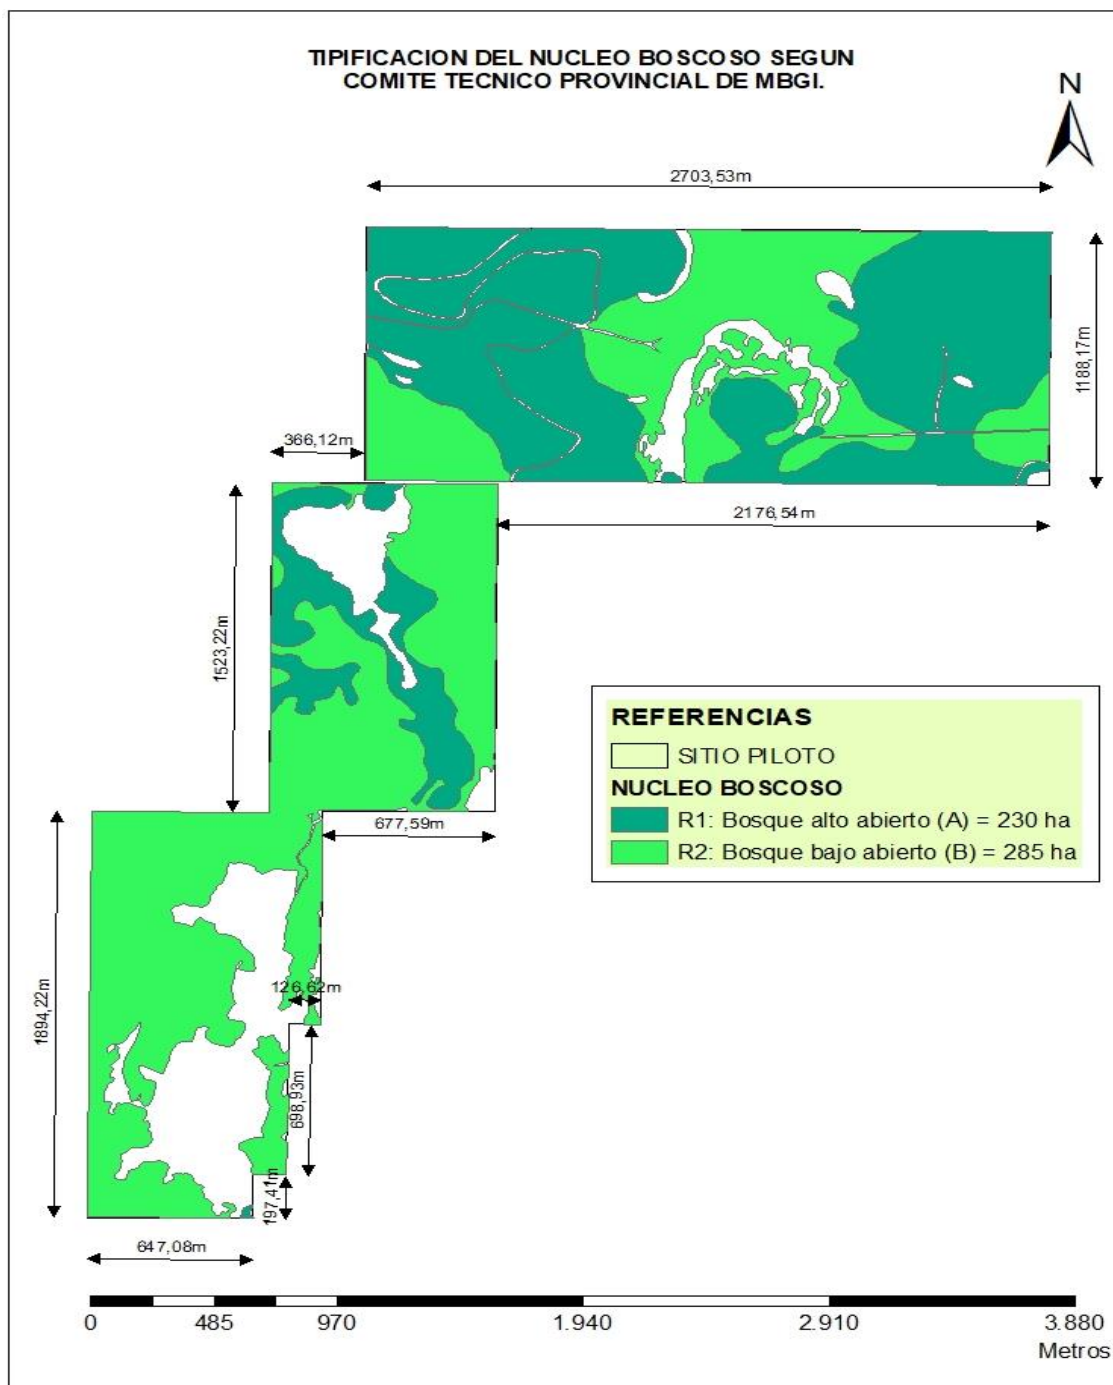 TIPIFICACION DEL NUCLEO BOSCOSO SEGUN
COMITE TECNICO PROVINCIAL DE MBGI.
N
2703,53m
1188,17m
366,12m
2176,54m
1523,22m
REFERENCIAS
SITIO PILOTO
NUCLEO BOSCOSO
R1: Bosque alto abierto (A) = 230 ha
R2: Bosque bajo abierto (B) = 285 ha
677,59m
126,62m
1894,22m
698,93m
197,41m
647,08m
0 485 970 1.940 2.910 3.880
Metros